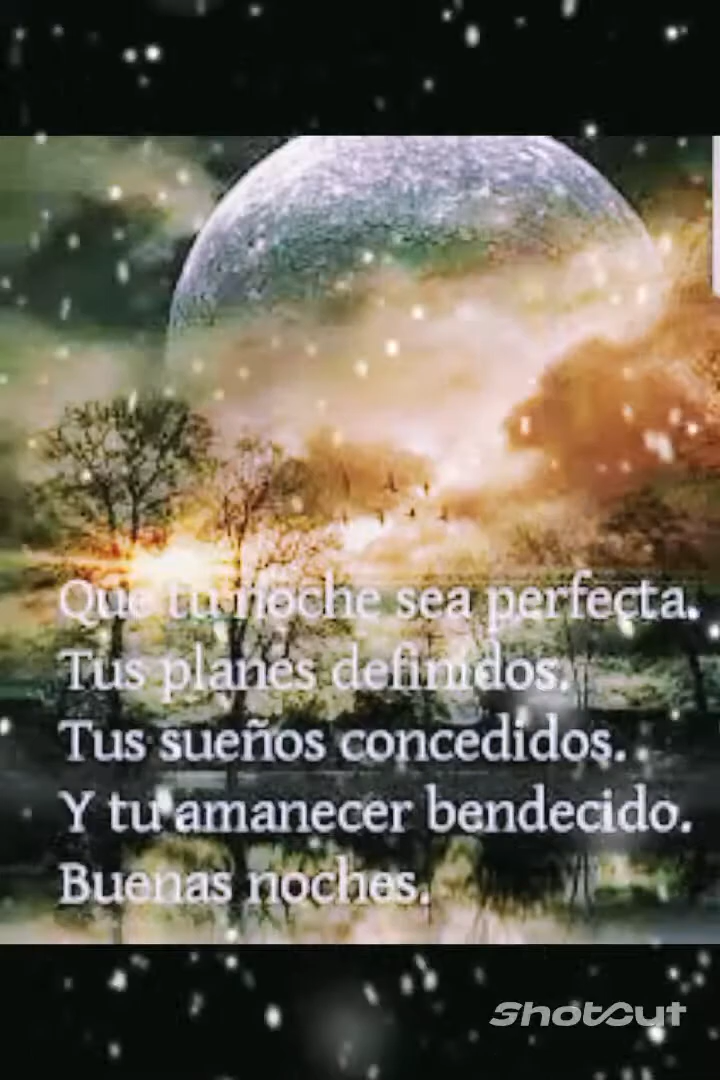 Que tu noche sea perfecta.
Tus planes definidos.
Tus sueños concedidos.
Y tu amanecer bendecido.
Buenas noches.
ShotCut